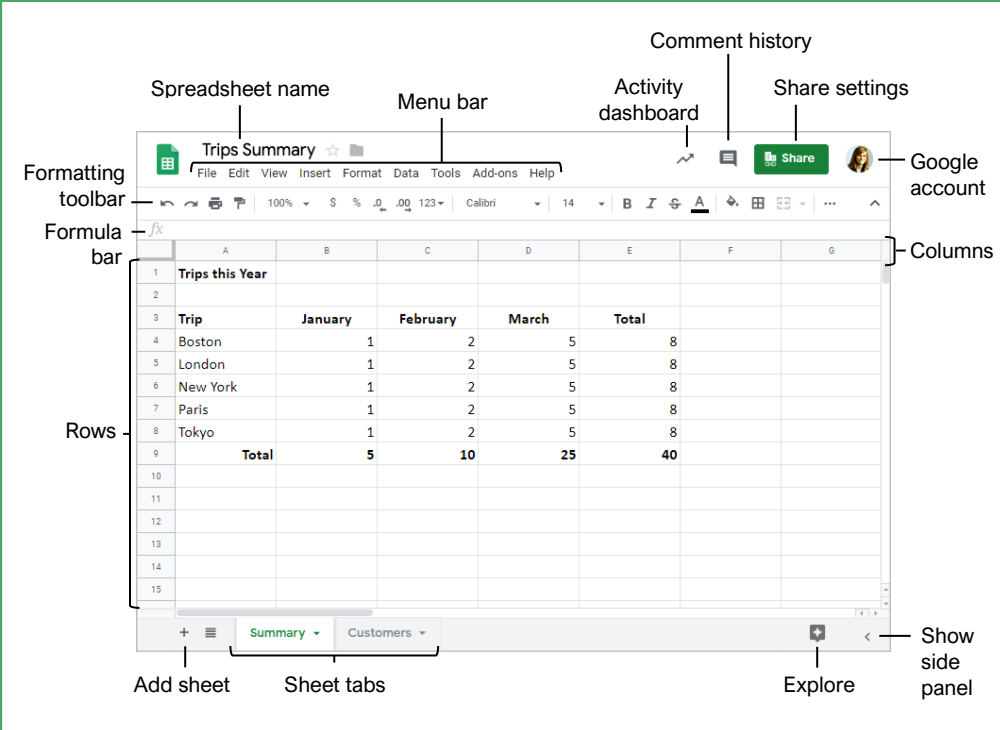 Comment history
Spreadsheet name
Menu bar
Activity
dashboard
Share settings
Trips Summary
Share
Google
account
File Edit View Insert Format Data Tools Add-ons Help
Formatting
toolbar
100% $ % .0 .00 123 Calibri 14 B I S A
Formula
bar
fx
Columns
A B C D E F G
1 Trips this Year
2
3 Trip January February March Total
4 Boston 1 2 5 8
5 London 1 2 5 8
6 New York 1 2 5 8
7 Paris 1 2 5 8
Rows
8 Tokyo 1 2 5 8
9 Total 5 10 25 40
10
11
12
13
14
15
+ Summary Customers
Show
side
panel
Add sheet
Sheet tabs
Explore